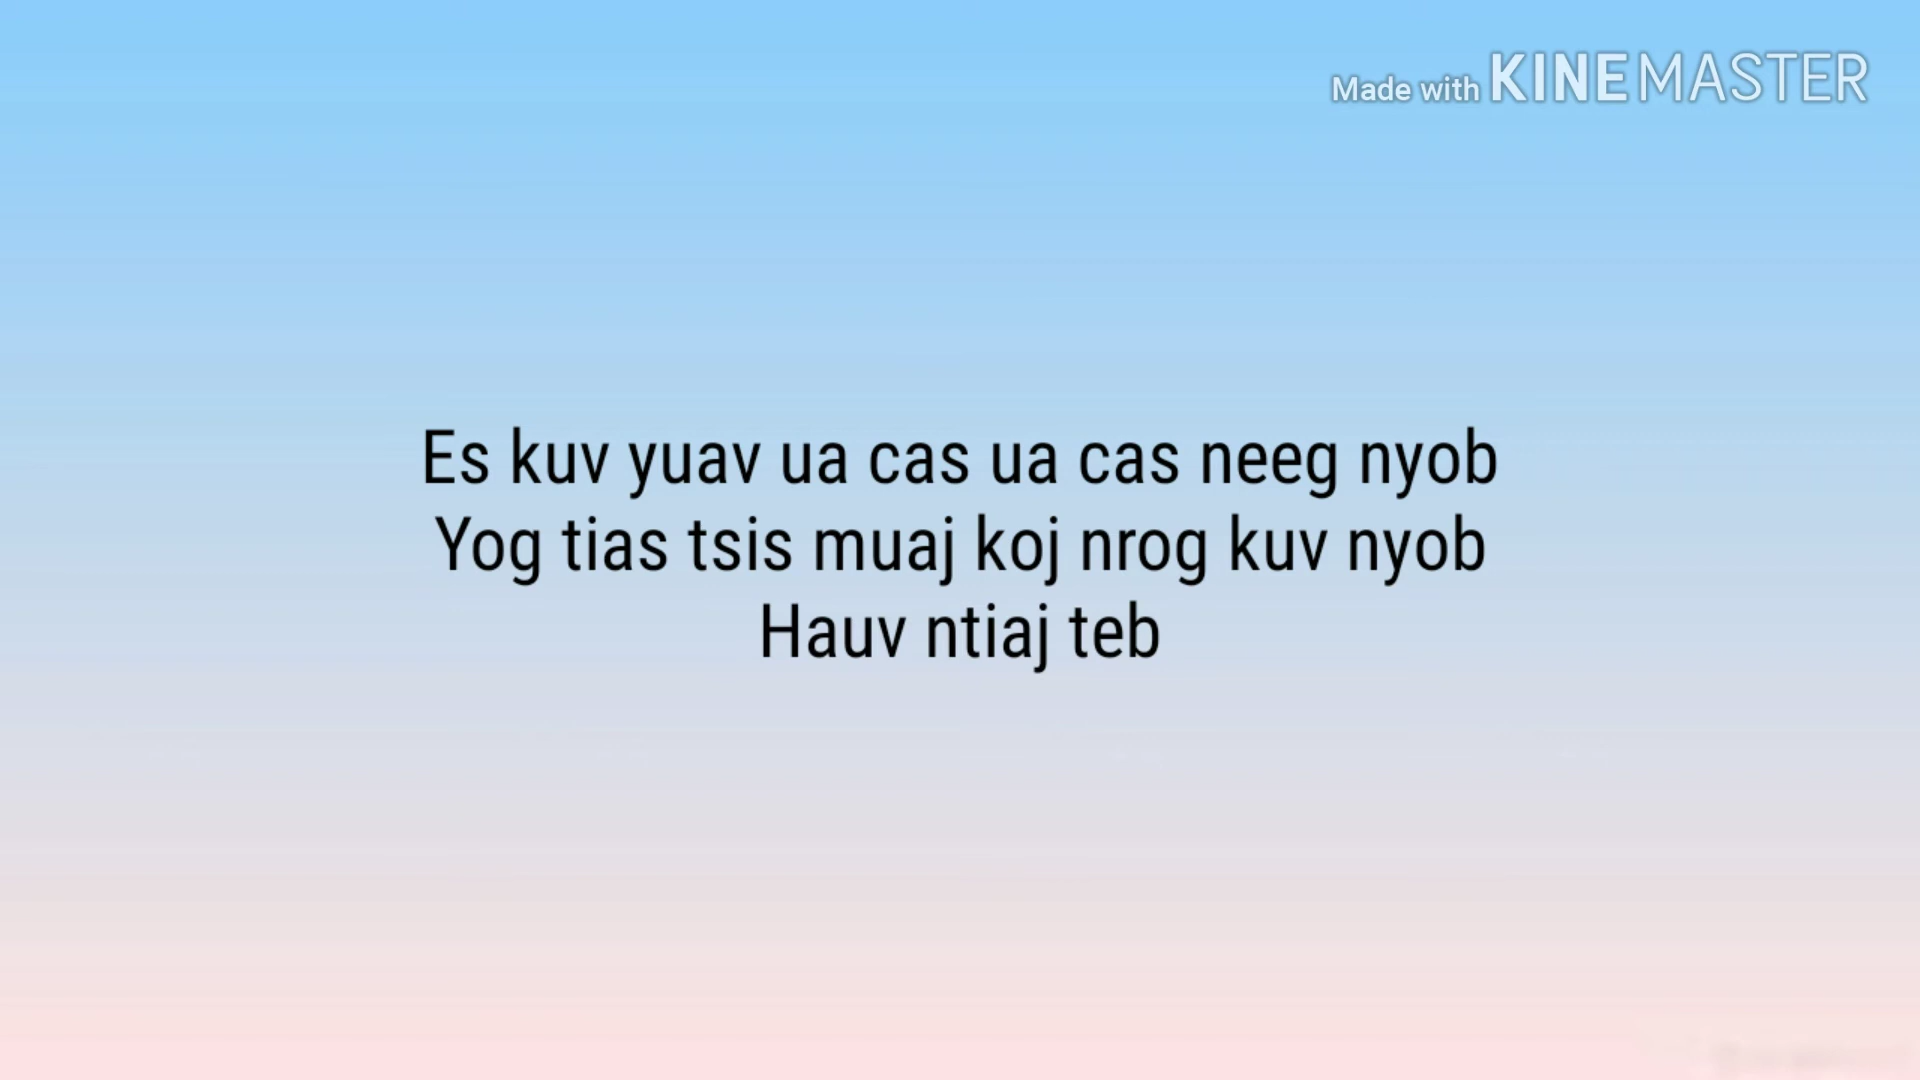 Made with KINEMASTER
Es kuv yuav ua cas ua cas neeg nyob
Yog tias tsis muaj koj nrog kuv nyob
Hauv ntiaj teb